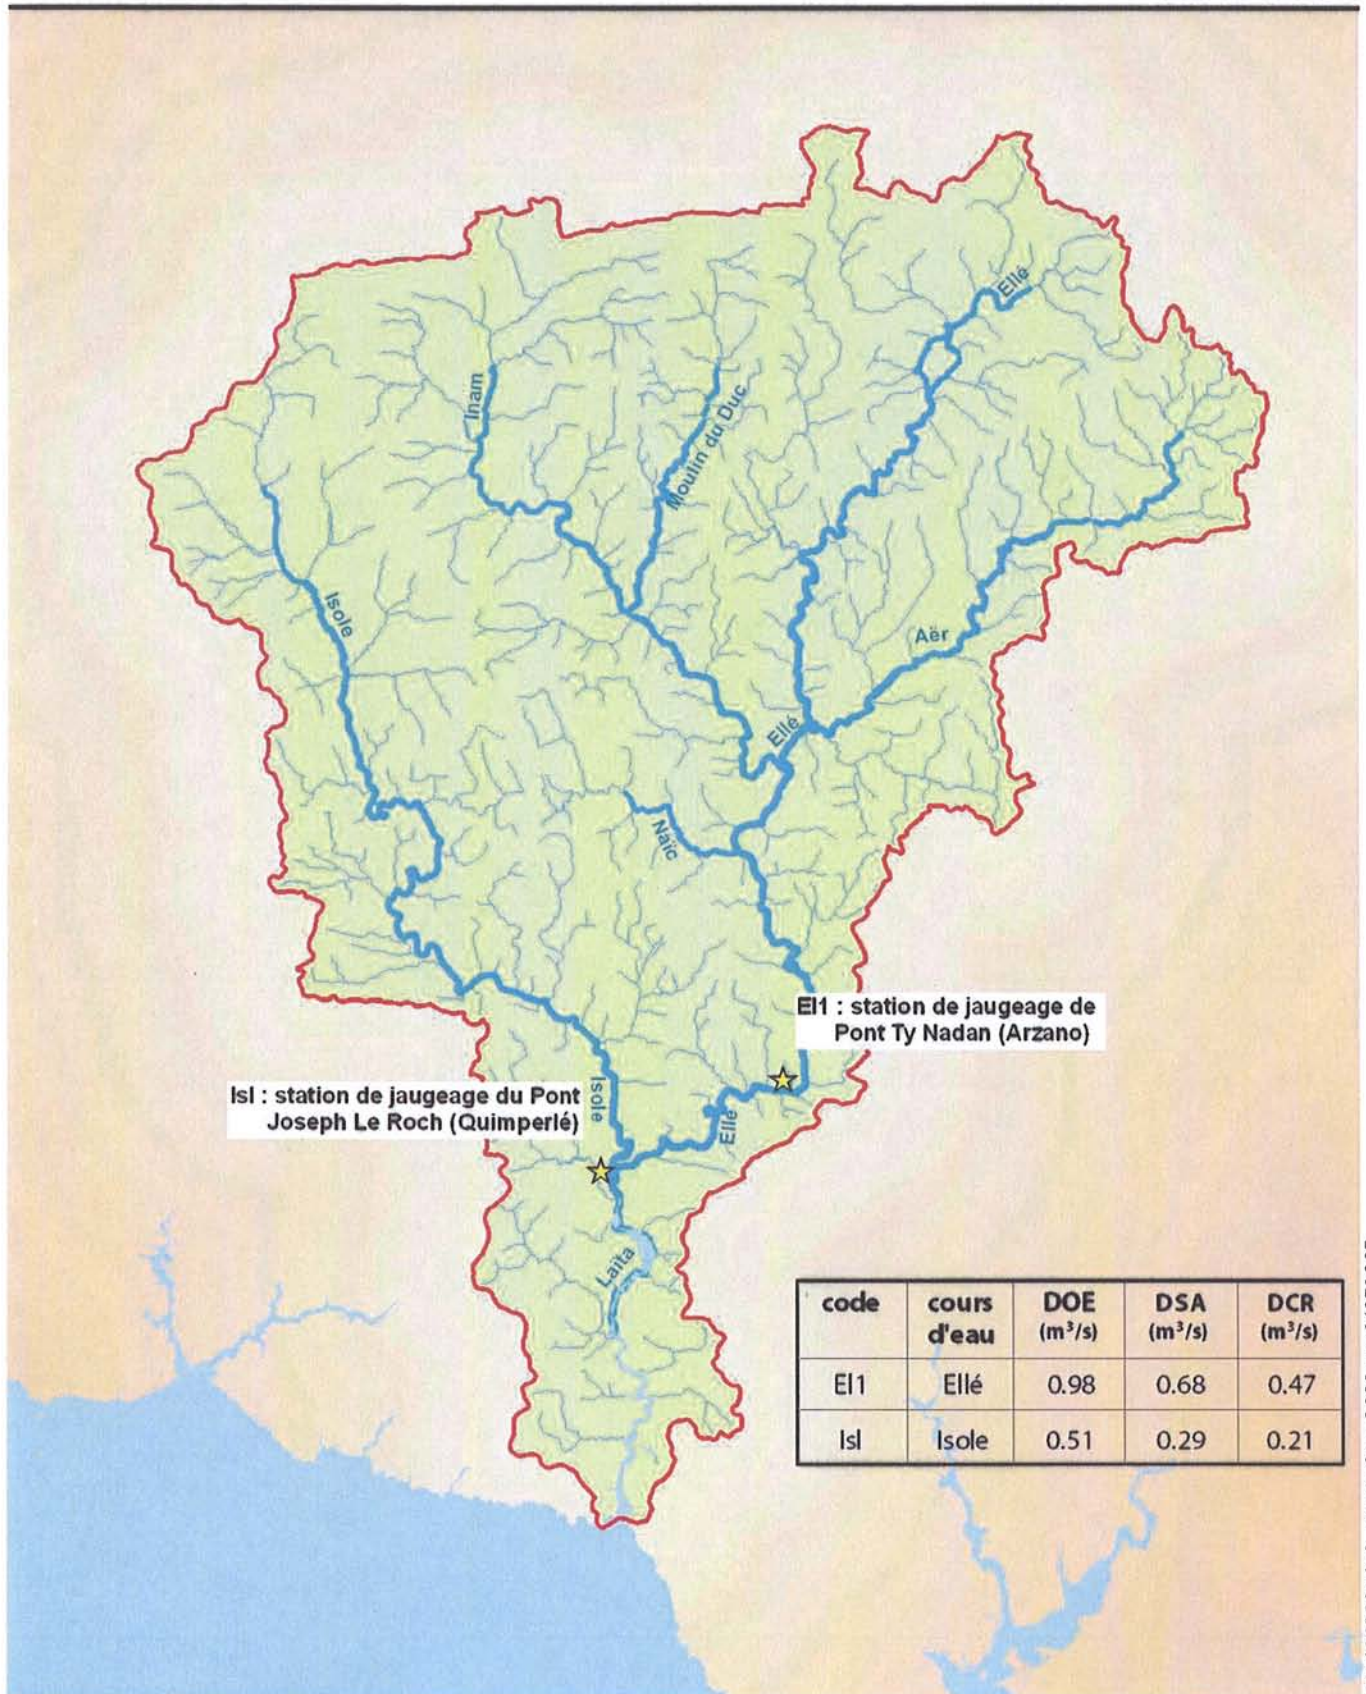 Ellé
Inam
Moulin du Duc
Isole
Aër
Ellé
Naïc
El1 : station de jaugeage de
Pont Ty Nadan (Arzano)
Isl : station de jaugeage du Pont
Joseph Le Roch (Quimperlé)
Isole
Ellé
Laïta
code cours d'eau DOE (m³/s) DSA (m³/s) DCR (m³/s)
El1 Ellé 0.98 0.68 0.47
Isl Isole 0.51 0.29 0.21